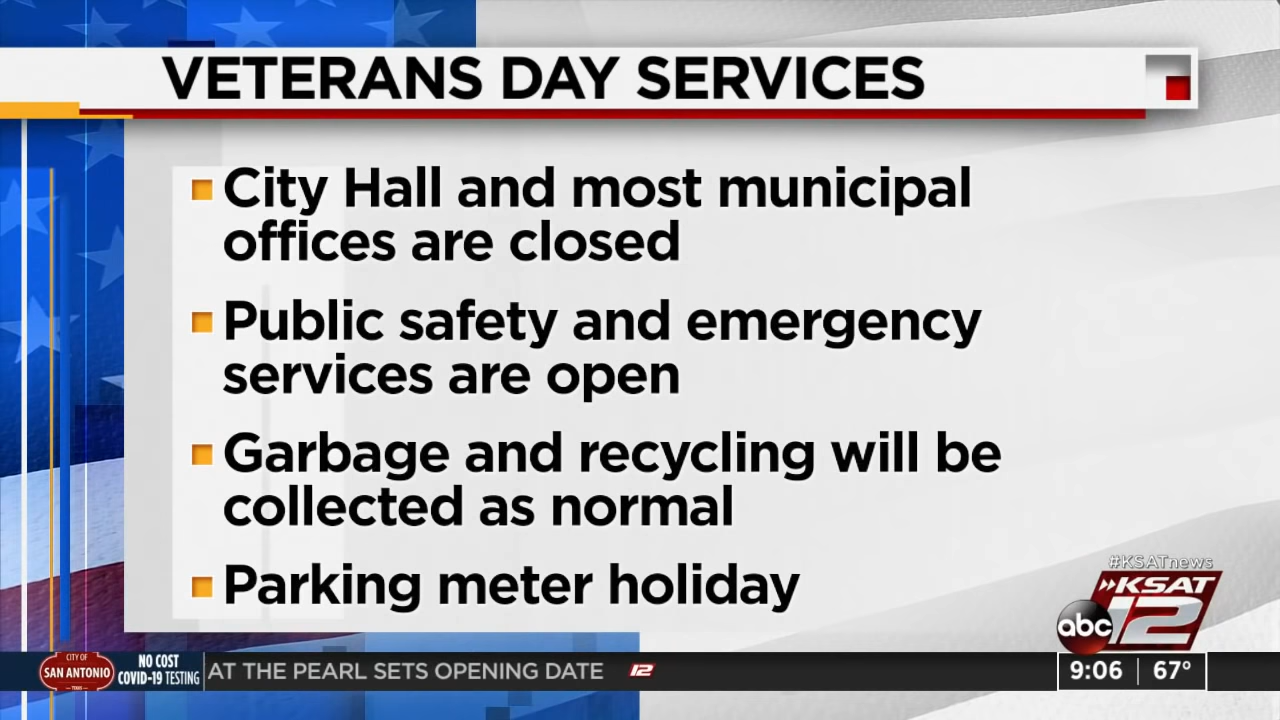 VETERANS DAY SERVICES
City Hall and most municipal
offices are closed
Public safety and emergency
services are open
Garbage and recycling will be
collected as normal
Parking meter holiday
#KSATnews
KSAT
abc 12
CITY OF
SAN ANTONIO
TEXAS
NO COST
COVID-19 TESTING
AT THE PEARL SETS OPENING DATE 12
9:06 67°